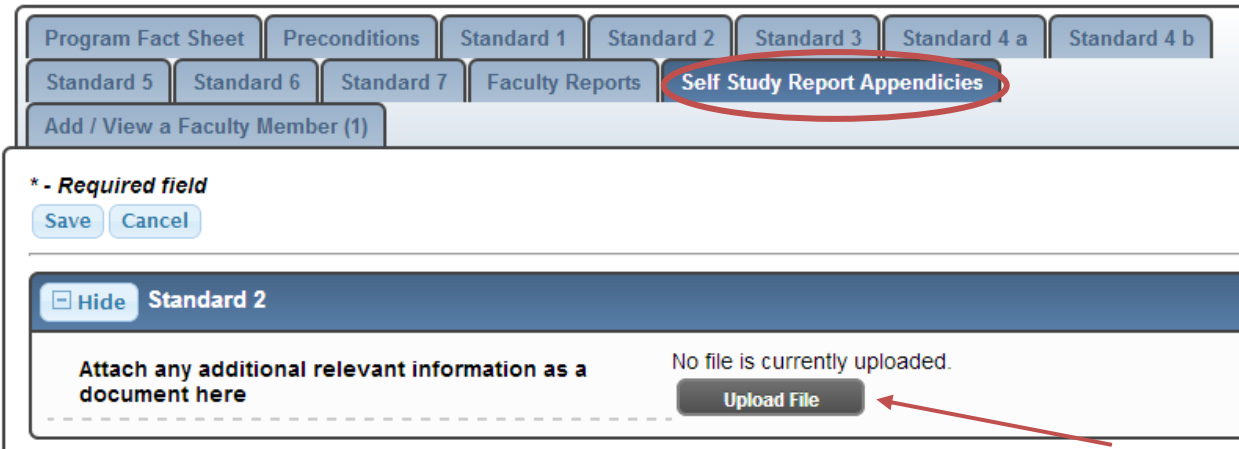 Program Fact Sheet Preconditions Standard 1 Standard 2 Standard 3 Standard 4 a Standard 4 b
Standard 5 Standard 6 Standard 7 Faculty Reports Self Study Report Appendicies
Add / View a Faculty Member (1)
* - Required field
Save Cancel
Hide Standard 2
Attach any additional relevant information as a
document here
No file is currently uploaded.
Upload File